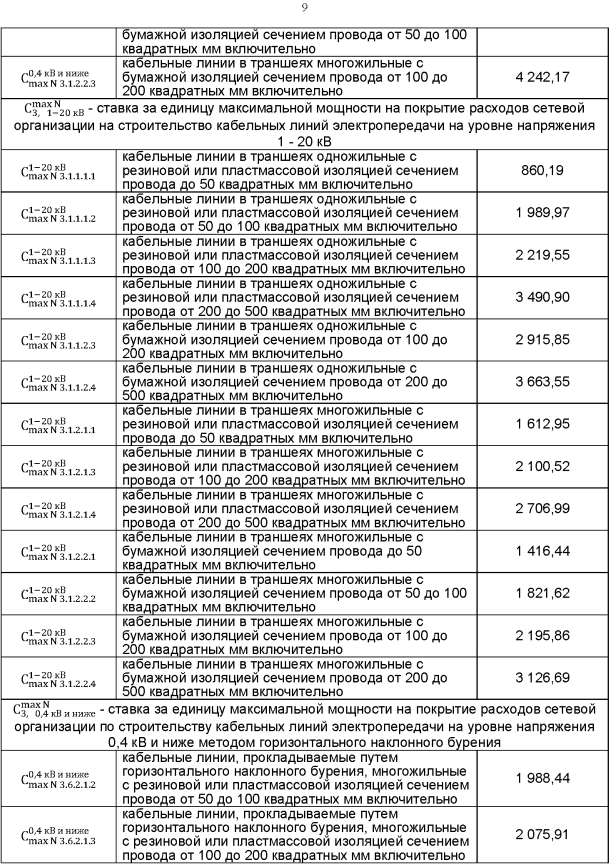 9
бумажной изоляцией сечением провода от 50 до 100
квадратных мм включительно
C 0,4 кВ и ниже max N 3.1.2.2.3
кабельные линии в траншеях многожильные с
бумажной изоляцией сечением провода от 100 до
200 квадратных мм включительно
4 242,17
C max N 3, 1−20 кВ - ставка за единицу максимальной мощности на покрытие расходов сетевой
организации на строительство кабельных линий электропередачи на уровне напряжения
1 - 20 кВ
C 1−20 кВ max N 3.1.1.1.1
кабельные линии в траншеях одножильные с
резиновой или пластмассовой изоляцией сечением
провода до 50 квадратных мм включительно
860,19
C 1−20 кВ max N 3.1.1.1.2
кабельные линии в траншеях одножильные с
резиновой или пластмассовой изоляцией сечением
провода от 50 до 100 квадратных мм включительно
1 989,97
C 1−20 кВ max N 3.1.1.1.3
кабельные линии в траншеях одножильные с
резиновой или пластмассовой изоляцией сечением
провода от 100 до 200 квадратных мм включительно
2 219,55
C 1−20 кВ max N 3.1.1.1.4
кабельные линии в траншеях одножильные с
резиновой или пластмассовой изоляцией сечением
провода от 200 до 500 квадратных мм включительно
3 490,90
C 1−20 кВ max N 3.1.1.2.3
кабельные линии в траншеях одножильные с
бумажной изоляцией сечением провода от 100 до
200 квадратных мм включительно
2 915,85
C 1−20 кВ max N 3.1.1.2.4
кабельные линии в траншеях одножильные с
бумажной изоляцией сечением провода от 200 до
500 квадратных мм включительно
3 663,55
C 1−20 кВ max N 3.1.2.1.1
кабельные линии в траншеях многожильные с
резиновой или пластмассовой изоляцией сечением
провода до 50 квадратных мм включительно
1 612,95
C 1−20 кВ max N 3.1.2.1.3
кабельные линии в траншеях многожильные с
резиновой или пластмассовой изоляцией сечением
провода от 100 до 200 квадратных мм включительно
2 100,52
C 1−20 кВ max N 3.1.2.1.4
кабельные линии в траншеях многожильные с
резиновой или пластмассовой изоляцией сечением
провода от 200 до 500 квадратных мм включительно
2 706,99
C 1−20 кВ max N 3.1.2.2.1
кабельные линии в траншеях многожильные с
бумажной изоляцией сечением провода до 50
квадратных мм включительно
1 416,44
C 1−20 кВ max N 3.1.2.2.2
кабельные линии в траншеях многожильные с
бумажной изоляцией сечением провода от 50 до 100
квадратных мм включительно
1 821,62
C 1−20 кВ max N 3.1.2.2.3
кабельные линии в траншеях многожильные с
бумажной изоляцией сечением провода от 100 до
200 квадратных мм включительно
2 195,86
C 1−20 кВ max N 3.1.2.2.4
кабельные линии в траншеях многожильные с
бумажной изоляцией сечением провода от 200 до
500 квадратных мм включительно
3 126,69
C max N 3, 0,4 кВ и ниже - ставка за единицу максимальной мощности на покрытие расходов сетевой
организации по строительству кабельных линий электропередачи на уровне напряжения
0,4 кВ и ниже методом горизонтального наклонного бурения
C 0,4 кВ и ниже max N 3.6.2.1.2
кабельные линии, прокладываемые путем
горизонтального наклонного бурения, многожильные
с резиновой или пластмассовой изоляцией сечением
провода от 50 до 100 квадратных мм включительно
1 988,44
C 0,4 кВ и ниже max N 3.6.2.1.3
кабельные линии, прокладываемые путем
горизонтального наклонного бурения, многожильные
с резиновой или пластмассовой изоляцией сечением
провода от 100 до 200 квадратных мм включительно
2 075,91